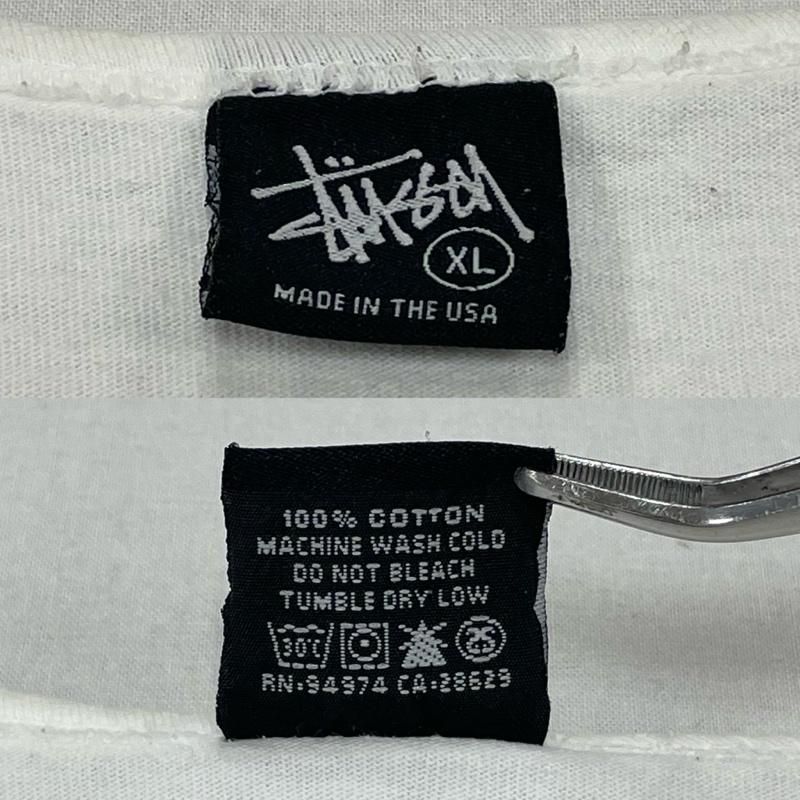 Stüssy
XL
MADE IN THE USA
100% COTTON
MACHINE WASH COLD
DO NOT BLEACH
TUMBLE DRY LOW
30°C
RN:94974 CA:28629